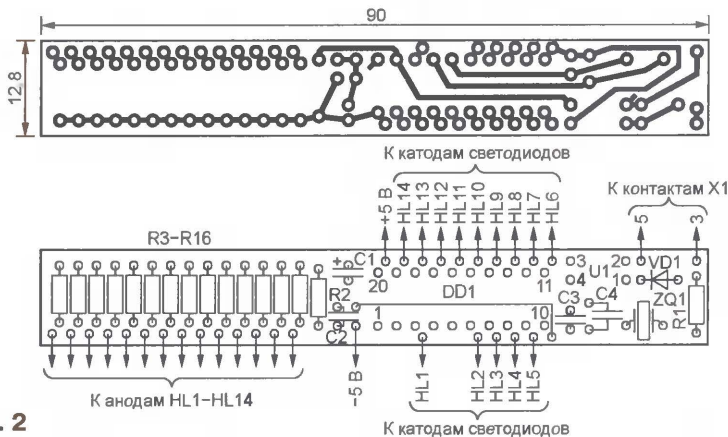 90
12,8
К катодам светодиодов
+5 В
HL14
HL13
HL12
HL11
HL10
HL9
HL8
HL7
HL6
К контактам X1
5
3
R3–R16
+
C1
20
11
3
4
U1
2
1
VD1
ZQ1
R1
R2
DD1
1
10
C3
C4
C2
−5 В
HL1
HL2
HL3
HL4
HL5
К анодам HL1–HL14
К катодам светодиодов
. 2